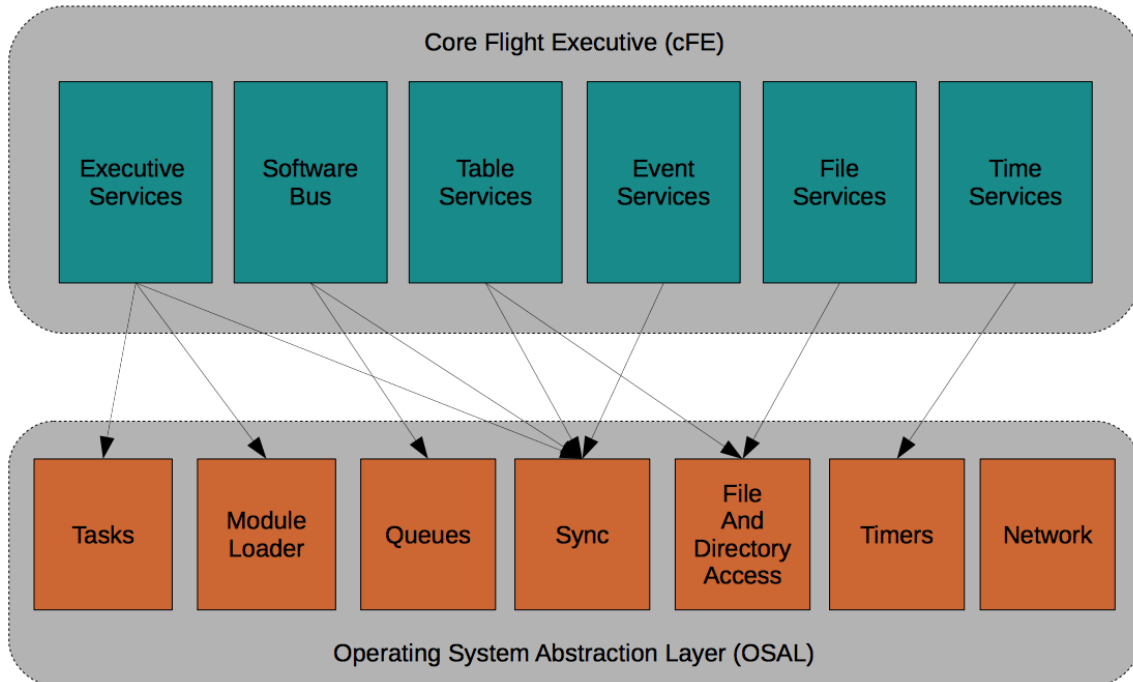 Core Flight Executive (cFE)
Executive
Services
Software
Bus
Table
Services
Event
Services
File
Services
Time
Services
Tasks
Module
Loader
Queues
Sync
File
And
Directory
Access
Timers
Network
Operating System Abstraction Layer (OSAL)